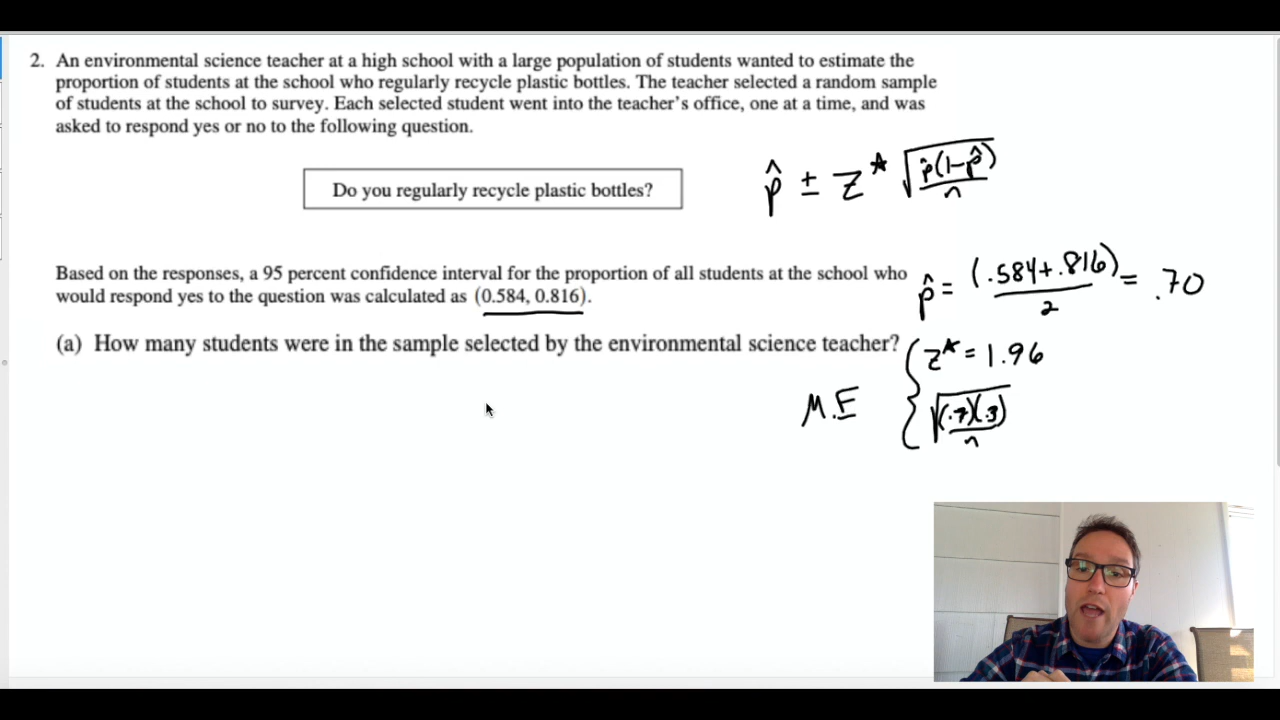 2. An environmental science teacher at a high school with a large population of students wanted to estimate the
proportion of students at the school who regularly recycle plastic bottles. The teacher selected a random sample
of students at the school to survey. Each selected student went into the teacher's office, one at a time, and was
asked to respond yes or no to the following question.
p̂ ± z* √(p̂(1-p̂)/n)
Do you regularly recycle plastic bottles?
Based on the responses, a 95 percent confidence interval for the proportion of all students at the school who
would respond yes to the question was calculated as (0.584, 0.816).
p̂ = (.584+.816)/2 = .70
(a) How many students were in the sample selected by the environmental science teacher?
z* = 1.96
M.E
√((.7)(.3)/n)